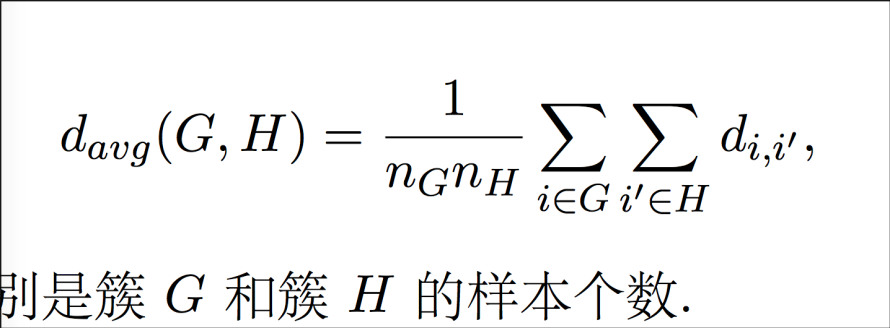 d_{avg}(G, H) = \frac{1}{n_G n_H} \sum_{i \in G} \sum_{i' \in H} d_{i,i'},
别是簇 G 和簇 H 的样本个数.